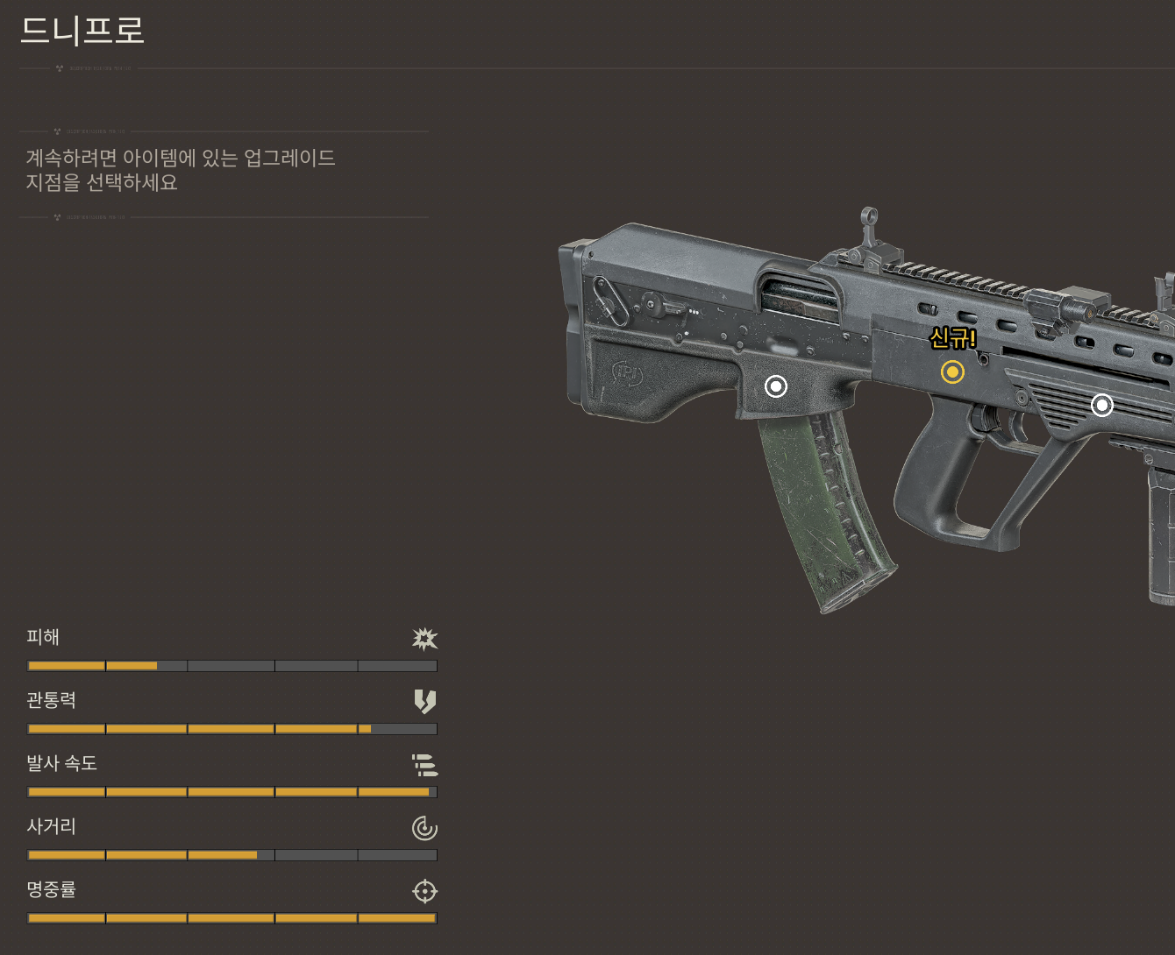 드니프로
계속하려면 아이템에 있는 업그레이드
지점을 선택하세요
신규!
IPI
피해
관통력
발사 속도
사거리
명중률